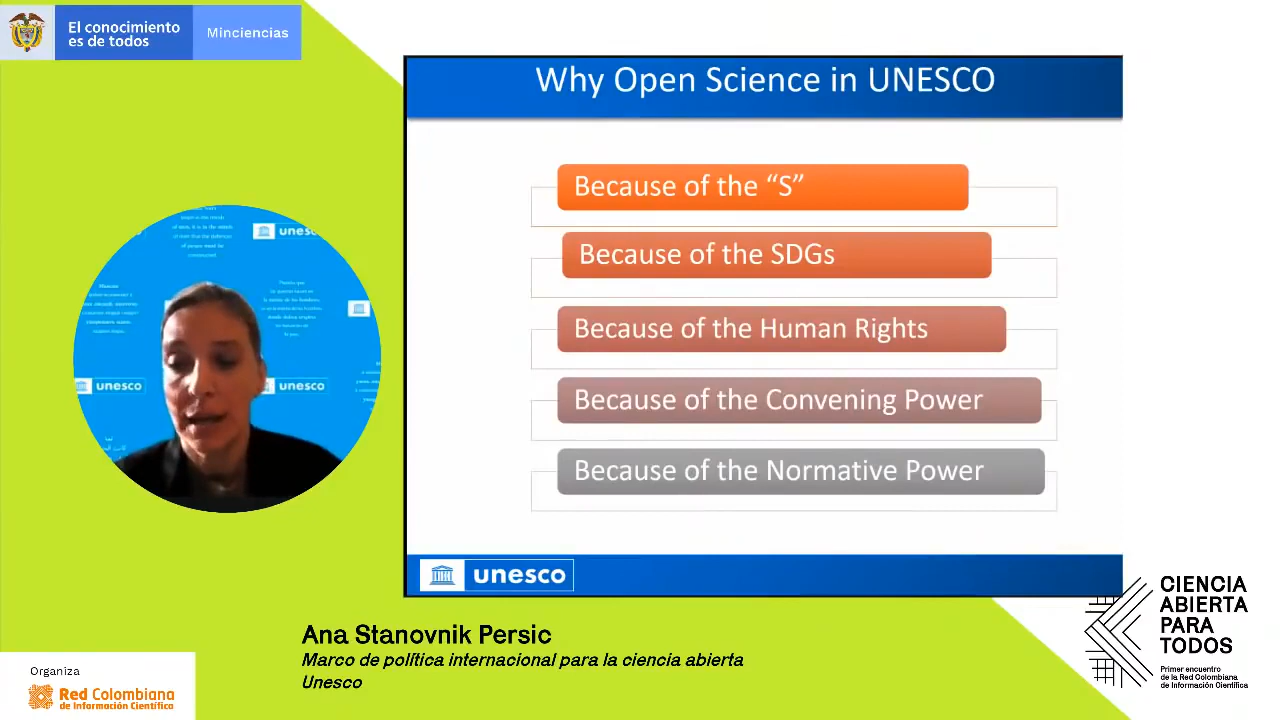 El conocimiento
es de todos
Minciencias
Why Open Science in UNESCO
Because of the “S”
Because of the SDGs
Because of the Human Rights
Because of the Convening Power
Because of the Normative Power
unesco
unesco
unesco
unesco
Ana Stanovnik Persic
Marco de política internacional para la ciencia abierta
Unesco
Organiza
Red Colombiana
de Información Científica
CIENCIA
ABIERTA
PARA
TODOS
Primer encuentro
de la Red Colombiana
de Información Científica